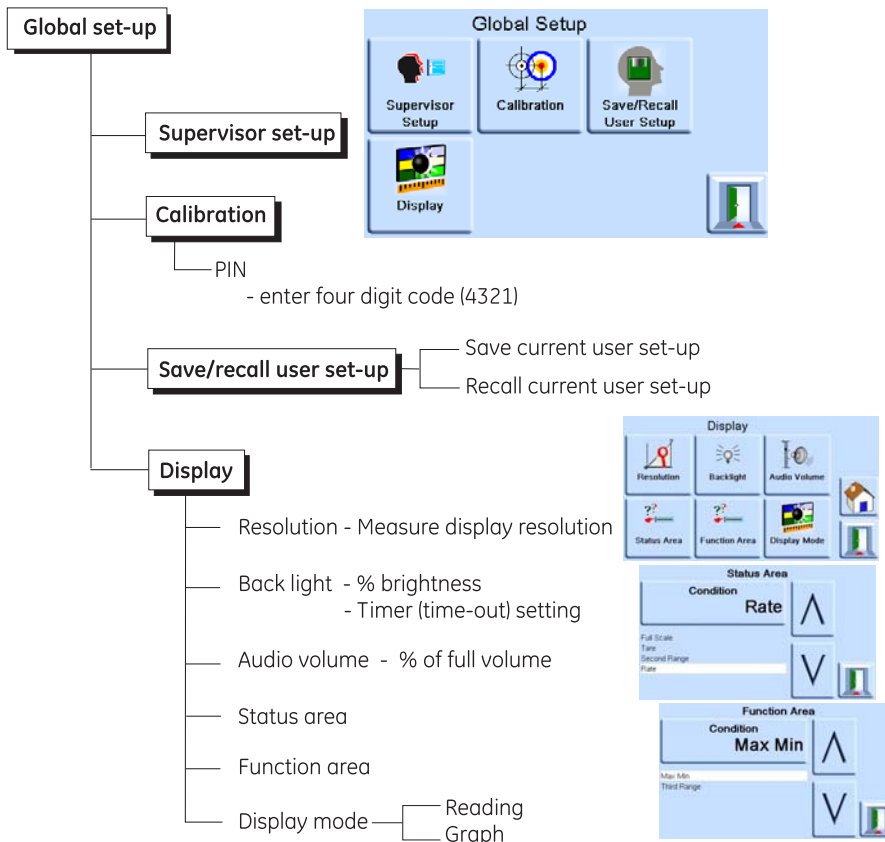 Global set-up
Global Setup
Supervisor
Setup
Calibration
Save/Recall
User Setup
Display
Supervisor set-up
Calibration
PIN
- enter four digit code (4321)
Save/recall user set-up
Save current user set-up
Recall current user set-up
Display
Resolution - Measure display resolution
Back light - % brightness
- Timer (time-out) setting
Audio volume - % of full volume
Status area
Function area
Display mode
Reading
Graph
Display
Resolution
Backlight
Audio Volume
??
Status Area
??
Function Area
Display Mode
Status Area
Condition
Rate
Full Scale
Tare
Second Range
Rate
Function Area
Condition
Max Min
Max Min
Third Range